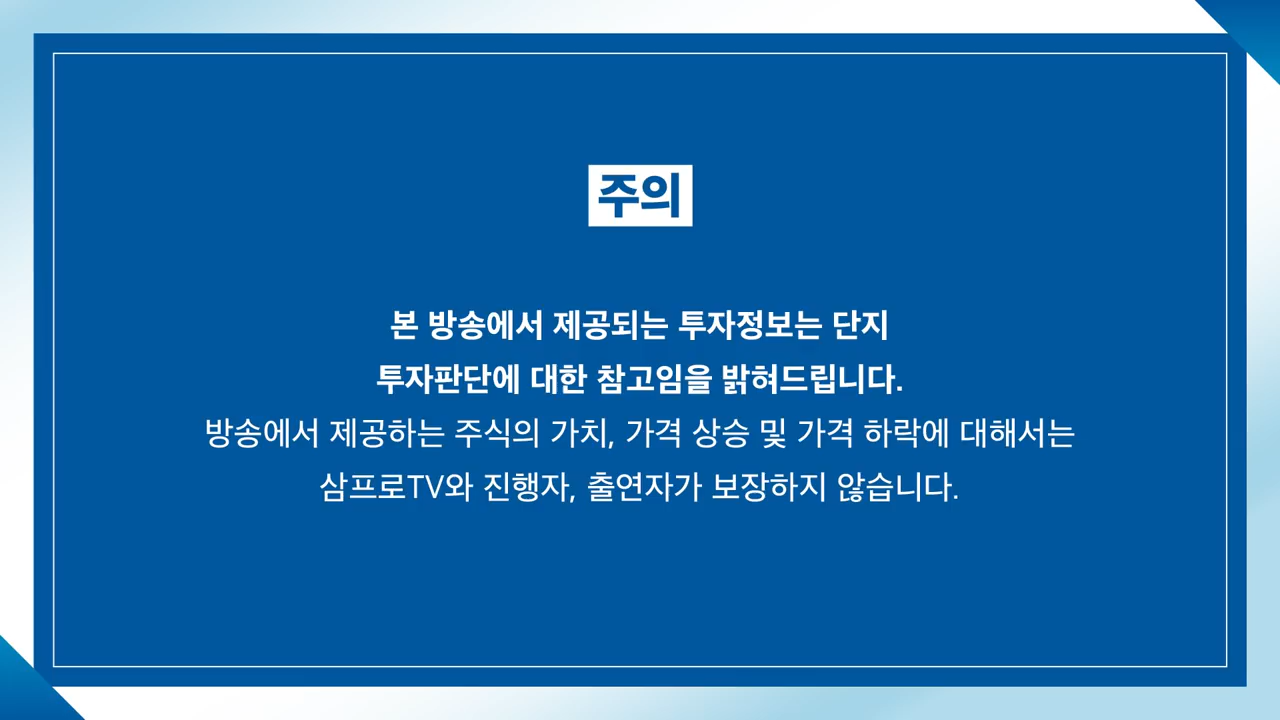 주의
본 방송에서 제공되는 투자정보는 단지
투자판단에 대한 참고임을 밝혀드립니다.
방송에서 제공하는 주식의 가치, 가격 상승 및 가격 하락에 대해서는
삼프로TV와 진행자, 출연자가 보장하지 않습니다.